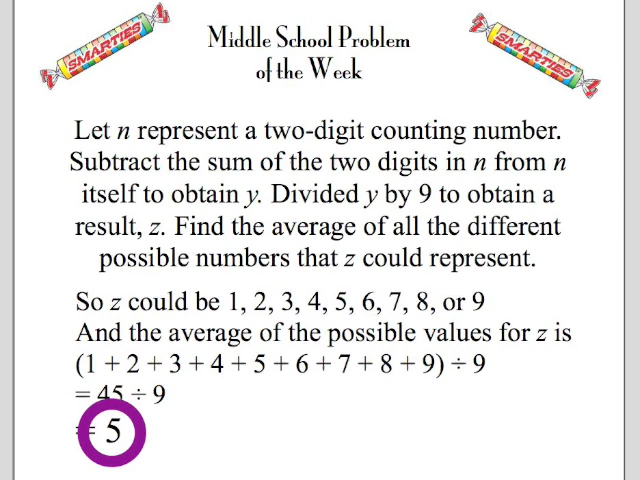 SMARTIES
Middle School Problem
of the Week
SMARTIES
Let n represent a two-digit counting number.
Subtract the sum of the two digits in n from n
itself to obtain y. Divided y by 9 to obtain a
result, z. Find the average of all the different
possible numbers that z could represent.
So z could be 1, 2, 3, 4, 5, 6, 7, 8, or 9
And the average of the possible values for z is
(1 + 2 + 3 + 4 + 5 + 6 + 7 + 8 + 9) ÷ 9
= 45 ÷ 9
= 5